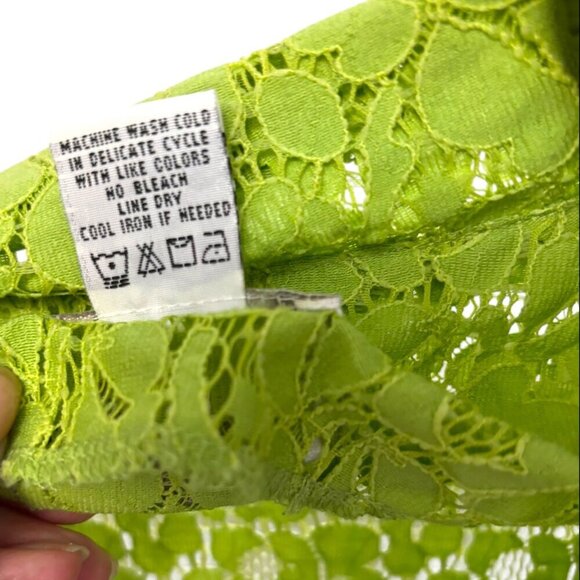 MACHINE WASH COLD
IN DELICATE CYCLE
WITH LIKE COLORS
NO BLEACH
LINE DRY
COOL IRON IF NEEDED